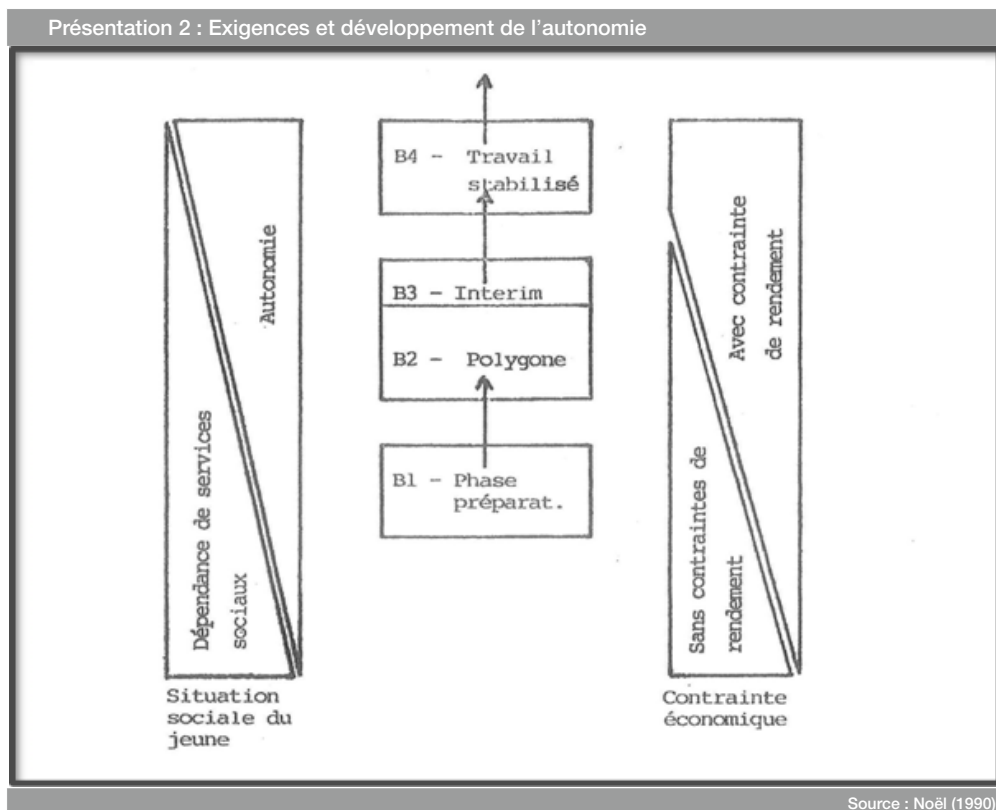 Présentation 2 : Exigences et développement de l'autonomie
Autonomie
Dépendance de services
sociaux
Situation
sociale du
jeune
B4 - Travail
stabilisé
B3 - Interim
B2 - Polygone
B1 - Phase
préparat.
Avec contrainte
de rendement
Sans contraintes de
rendement
Contrainte
économique
Source : Noël (1990)